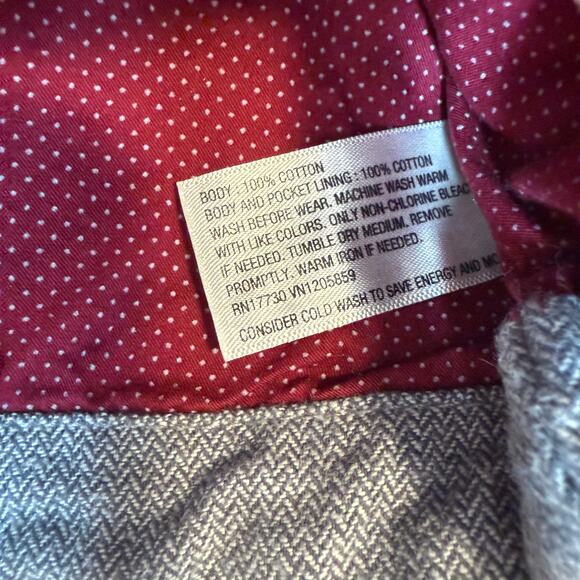 BODY : 100% COTTON
BODY AND POCKET LINING : 100% COTTON
WASH BEFORE WEAR. MACHINE WASH WARM
WITH LIKE COLORS. ONLY NON-CHLORINE BLEAC
IF NEEDED. TUMBLE DRY MEDIUM. REMOVE
PROMPTLY. WARM IRON IF NEEDED.
RN17730 VN1205859
CONSIDER COLD WASH TO SAVE ENERGY AND